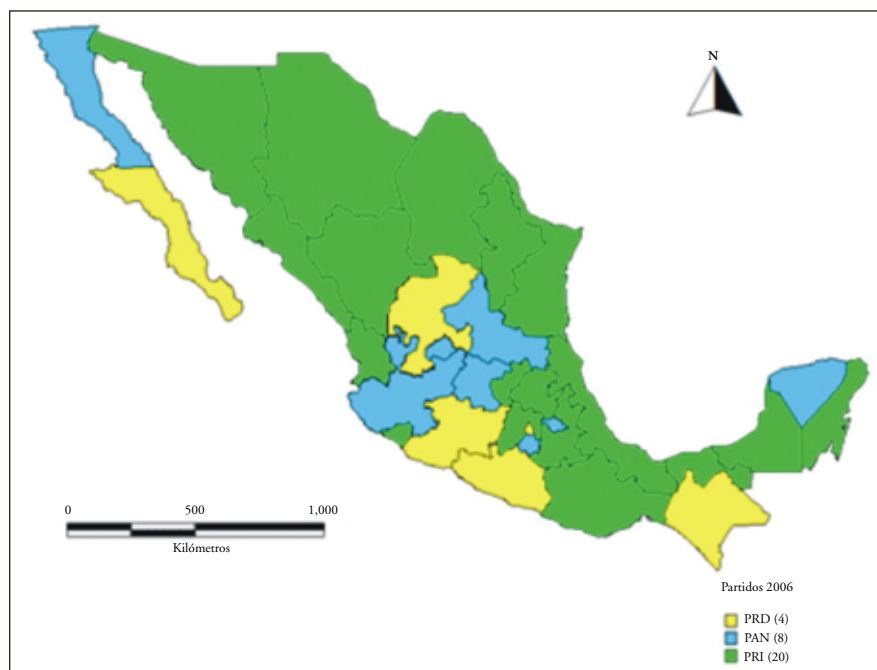 N
0 500 1,000
Kilómetros
Partidos 2006
PRD (4)
PAN (8)
PRI (20)